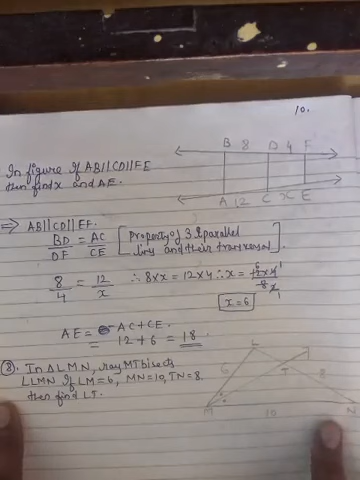 10.
B 8 D 4 F
In figure if AB||CD||FE
then find x and AE.
A 12 C x E
⇒ AB||CD||EF.
BD/DF = AC/CE [Property of 3 parallel
lines and their transversal].
8/4 = 12/x ∴ 8×x = 12×4 ∴ x = 12×4/8
x=6
AE = AC+CE.
= 12+6 = 18
8. In △LMN, ray MT bisects
∠LMN If LM=6, MN=10, TN=8.
then find LT.
L
6 T 8
M 10 N